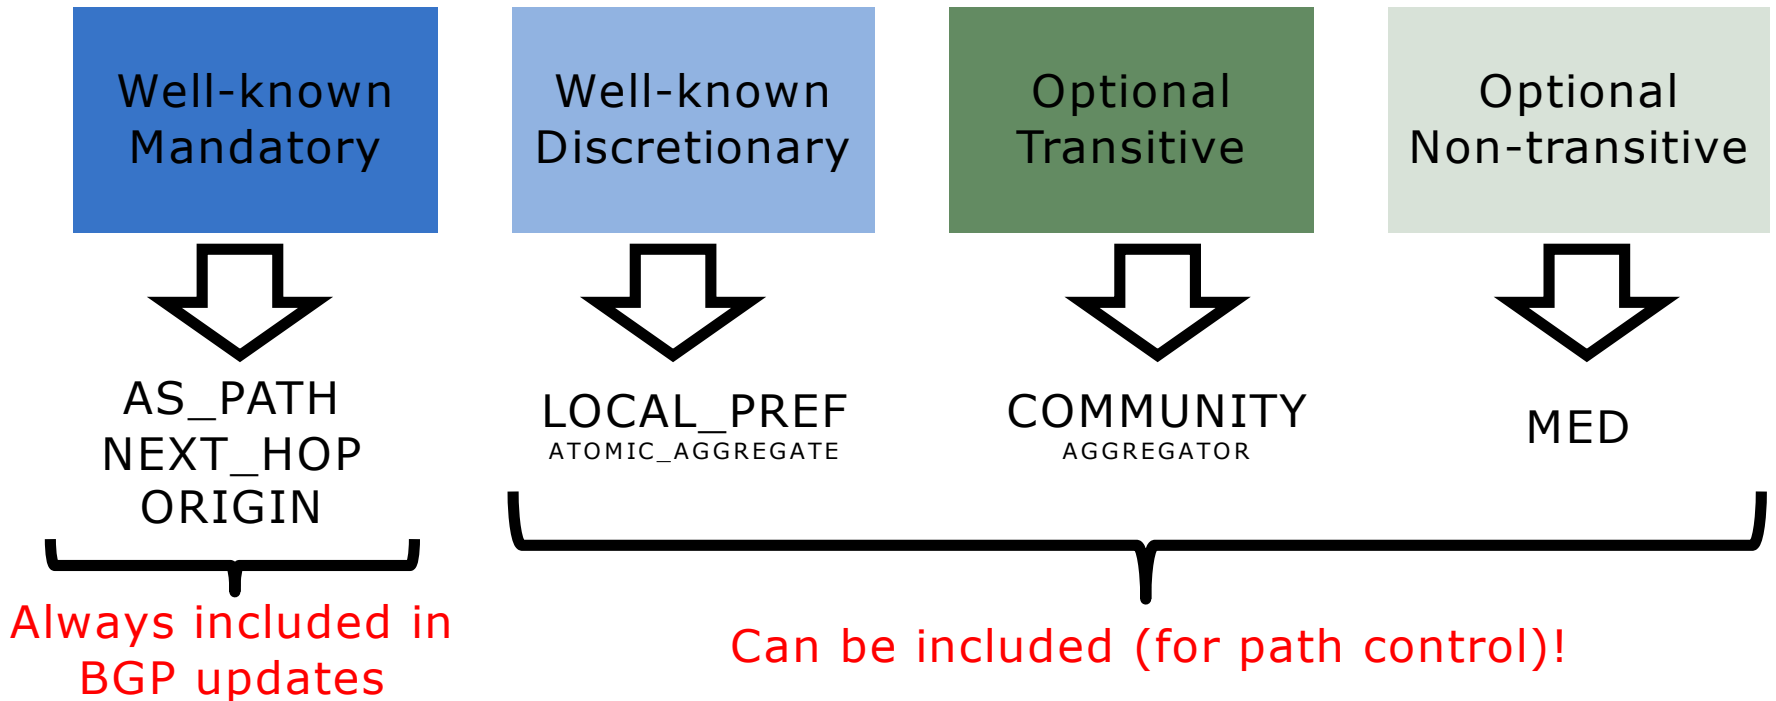 Well-known
Mandatory
Well-known
Discretionary
Optional
Transitive
Optional
Non-transitive
AS_PATH
NEXT_HOP
ORIGIN
LOCAL_PREF
ATOMIC_AGGREGATE
COMMUNITY
AGGREGATOR
MED
Always included in
BGP updates
Can be included (for path control)!